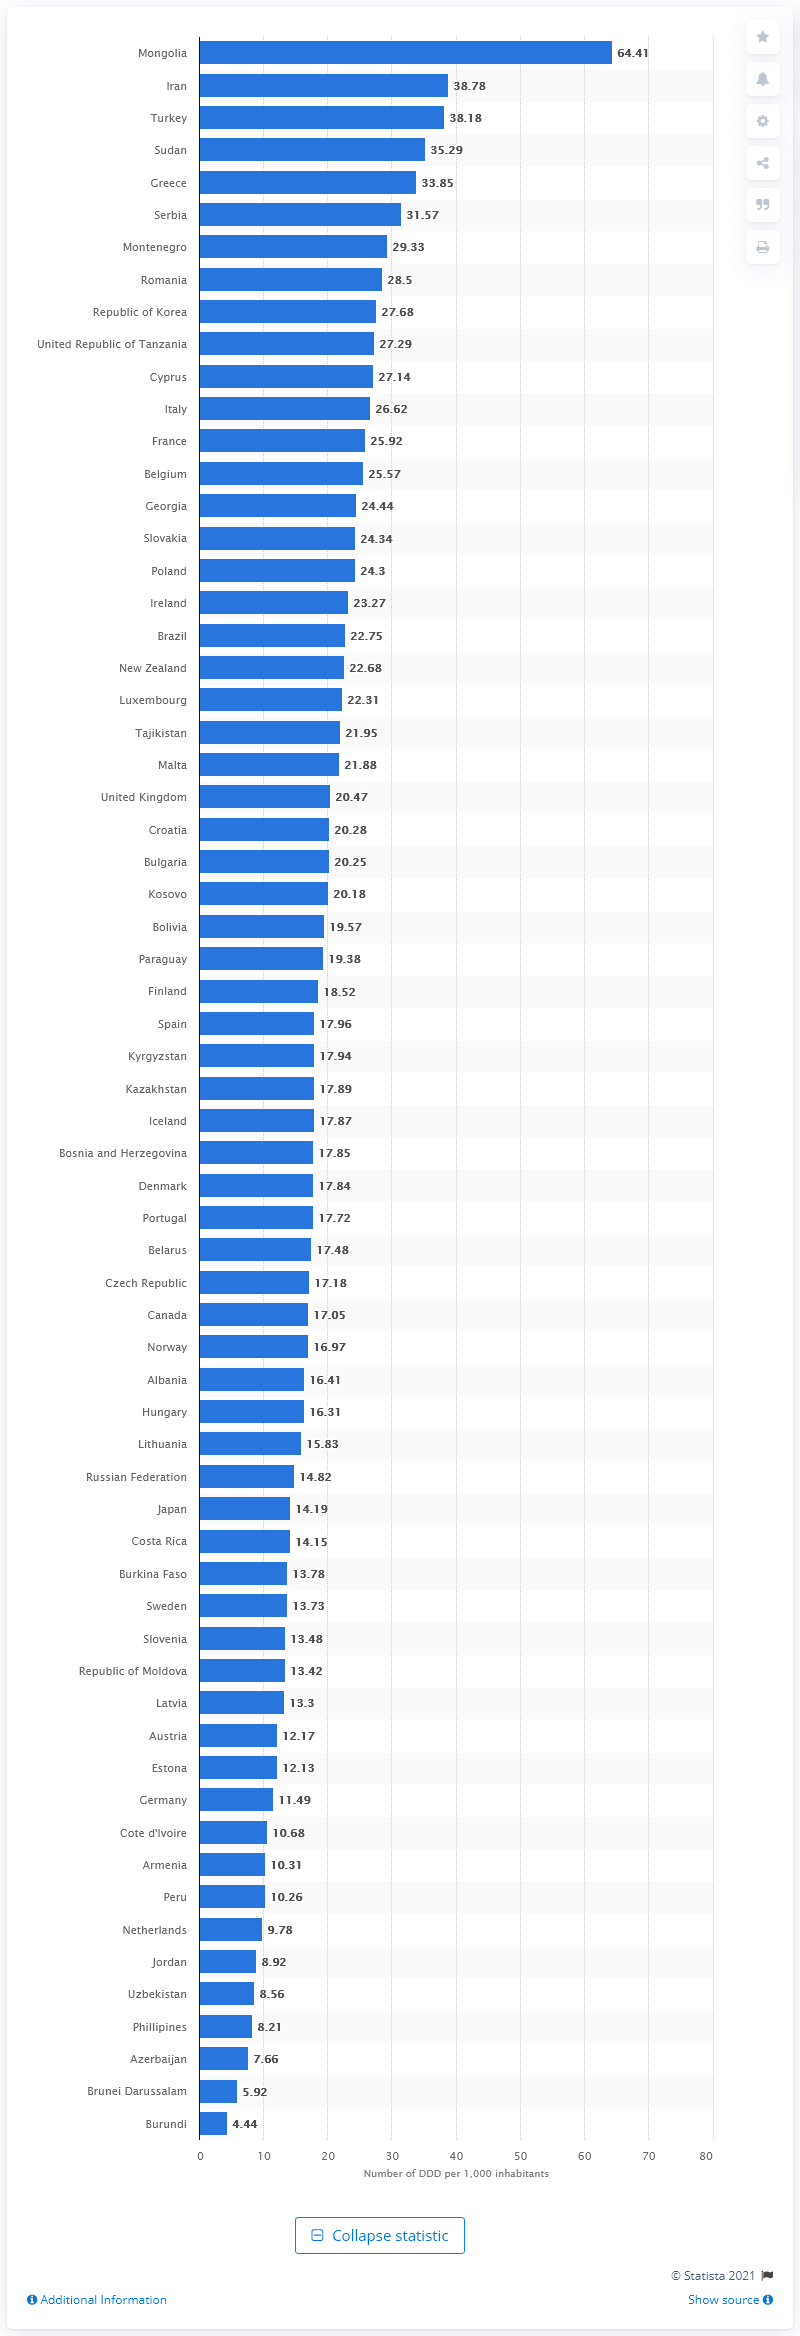 Mongolia 64.41
Iran 38.78
Turkey 38.18
Sudan 35.29
Greece 33.85
Serbia 31.57
Montenegro 29.33
Romania 28.5
Republic of Korea 27.68
United Republic of Tanzania 27.29
Cyprus 27.14
Italy 26.62
France 25.92
Belgium 25.57
Georgia 24.44
Slovakia 24.34
Poland 24.3
Ireland 23.27
Brazil 22.75
New Zealand 22.68
Luxembourg 22.31
Tajikistan 21.95
Malta 21.88
United Kingdom 20.47
Croatia 20.28
Bulgaria 20.25
Kosovo 20.18
Bolivia 19.57
Paraguay 19.38
Finland 18.52
Spain 17.96
Kyrgyzstan 17.94
Kazakhstan 17.89
Iceland 17.87
Bosnia and Herzegovina 17.85
Denmark 17.84
Portugal 17.72
Belarus 17.48
Czech Republic 17.18
Canada 17.05
Norway 16.97
Albania 16.41
Hungary 16.31
Lithuania 15.83
Russian Federation 14.82
Japan 14.19
Costa Rica 14.15
Burkina Faso 13.78
Sweden 13.73
Slovenia 13.48
Republic of Moldova 13.42
Latvia 13.3
Austria 12.17
Estona 12.13
Germany 11.49
Cote d'Ivoire 10.68
Armenia 10.31
Peru 10.26
Netherlands 9.78
Jordan 8.92
Uzbekistan 8.56
Phillipines 8.21
Azerbaijan 7.66
Brunei Darussalam 5.92
Burundi 4.44
0 10 20 30 40 50 60 70 80
Number of DDD per 1,000 inhabitants
Collapse statistic
© Statista 2021
Additional Information Show source